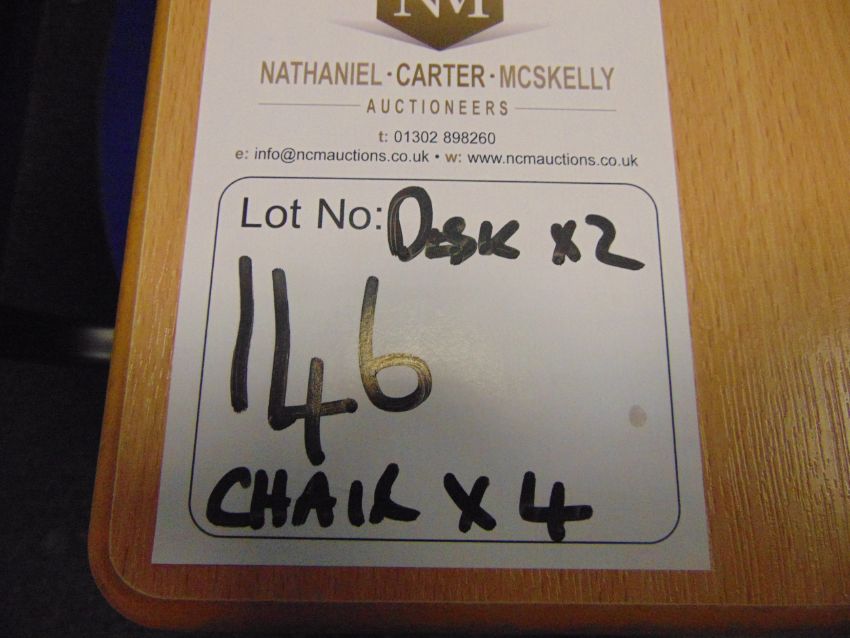 NM
NATHANIEL · CARTER · MCSKELLY
AUCTIONEERS
t: 01302 898260
e: info@ncmauctions.co.uk • w: www.ncmauctions.co.uk
Lot No: DESK x2
146
CHAIR x 4